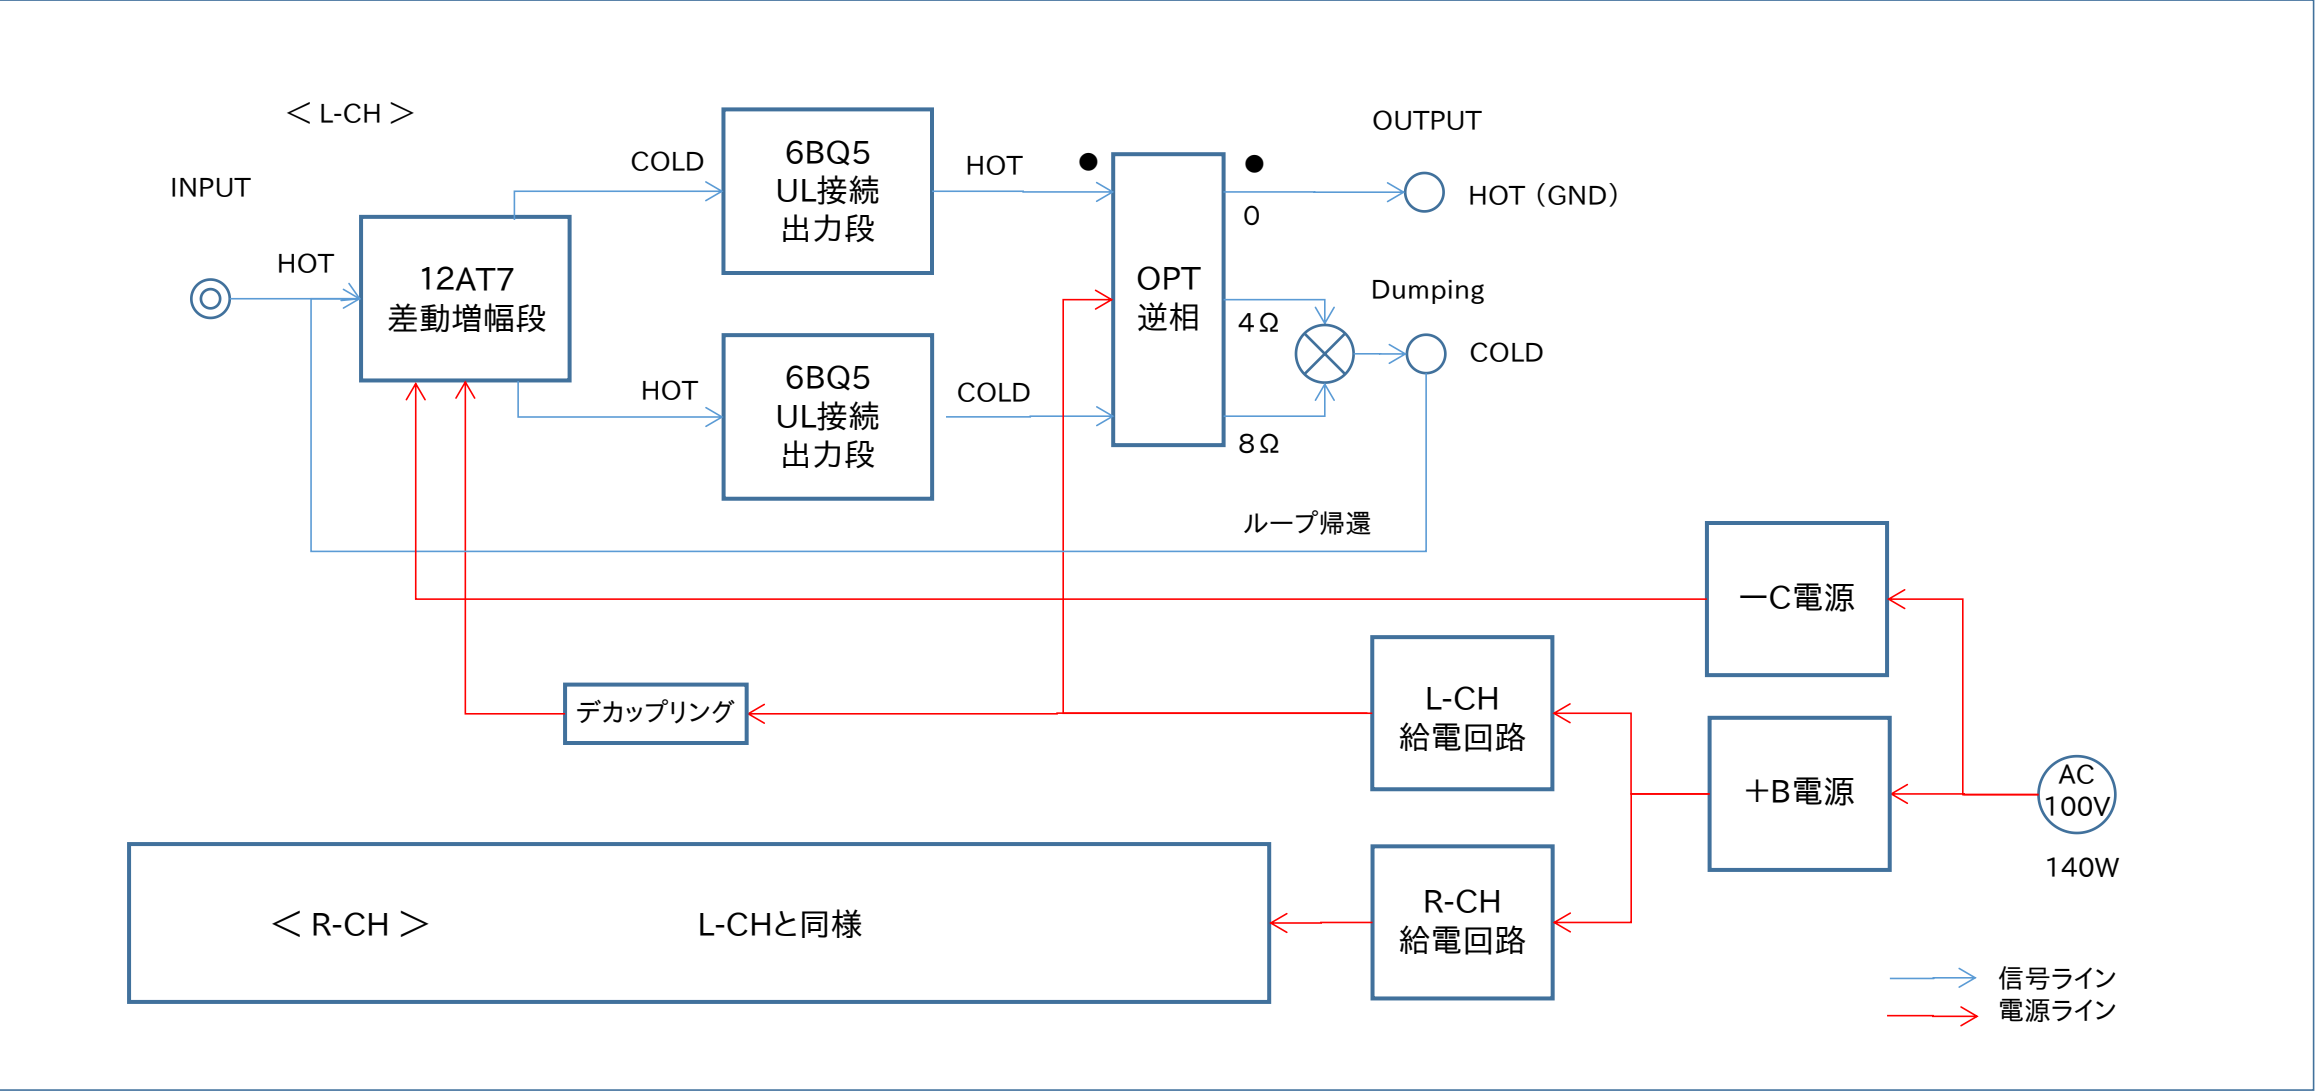 ＜ L-CH ＞
INPUT
HOT
12AT7
差動増幅段
COLD
6BQ5
UL接続
出力段
HOT
HOT
6BQ5
UL接続
出力段
COLD
OPT
逆相
0
4Ω
8Ω
OUTPUT
HOT（GND）
Dumping
COLD
ループ帰還
ーC電源
L-CH
給電回路
デカップリング
＋B電源
AC
100V
140W
＜ R-CH ＞
L-CHと同様
R-CH
給電回路
信号ライン
電源ライン